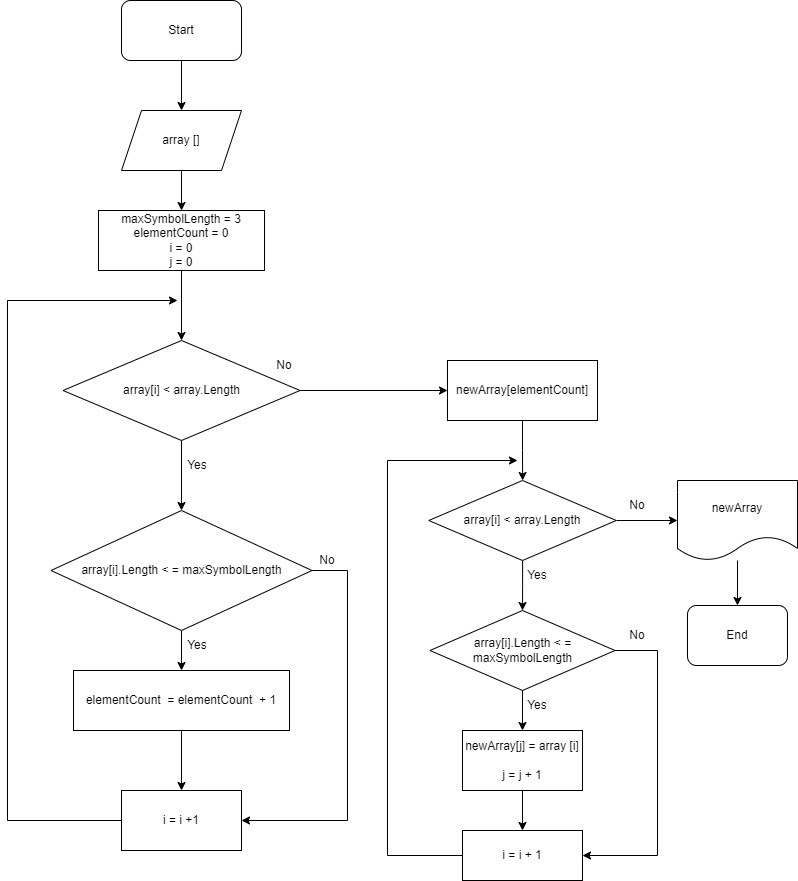 Start
array []
maxSymbolLength = 3
elementCount = 0
i = 0
j = 0
array[i] < array.Length
No
Yes
array[i].Length < = maxSymbolLength
No
Yes
elementCount = elementCount + 1
i = i +1
newArray[elementCount]
array[i] < array.Length
No
Yes
array[i].Length < =
maxSymbolLength
No
Yes
newArray[j] = array [i]
j = j + 1
i = i + 1
newArray
End